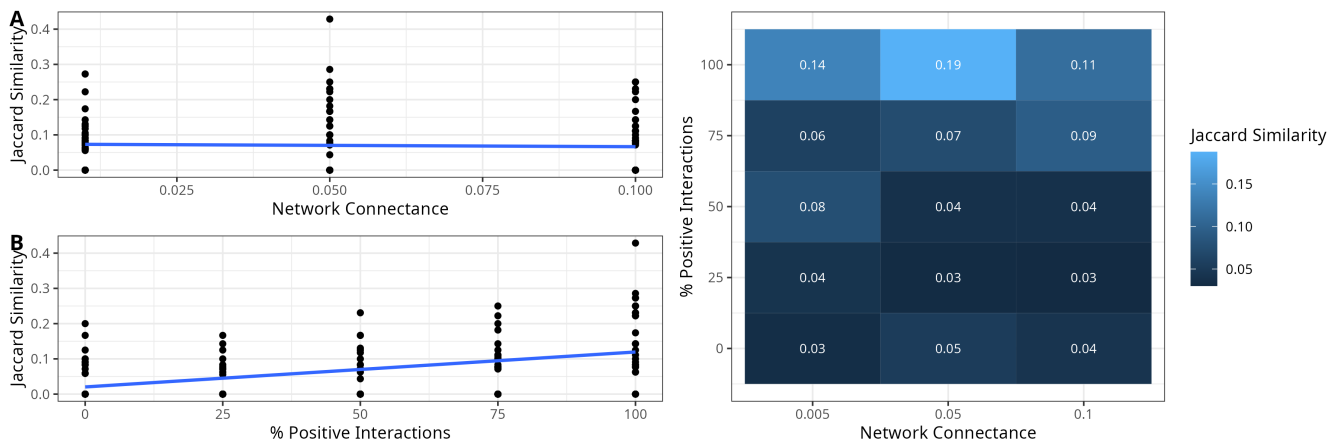 A
Jaccard Similarity
0.4
0.3
0.2
0.1
0.0
0.025 0.050 0.075 0.100
Network Connectance
B
Jaccard Similarity
0.4
0.3
0.2
0.1
0.0
0 25 50 75 100
% Positive Interactions
% Positive Interactions
100 0.14 0.19 0.11
75 0.06 0.07 0.09
50 0.08 0.04 0.04
25 0.04 0.03 0.03
0 0.03 0.05 0.04
0.005 0.05 0.1
Network Connectance
Jaccard Similarity
0.15
0.10
0.05